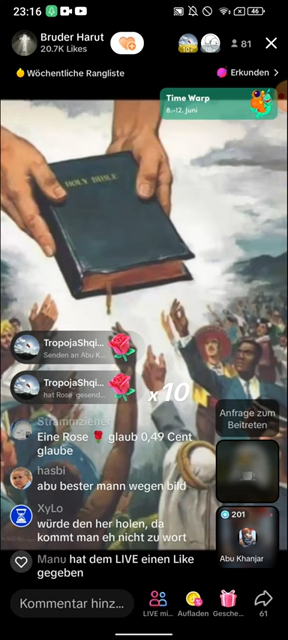 23:16
46
Bruder Harut
20.7K Likes
81
Wöchentliche Rangliste
Erkunden
Time Warp
8.–12. Juni
HOLY BIBLE
TropojaShqi...
Senden an Abu K...
TropojaShqi...
hat Rose gesend...
x10
Strammzieher
Eine Rose 🌹 glaub 0,49 Cent
glaube
hasbi
abu bester mann wegen bild
XyLo
würde den her holen, da
kommt man eh nicht zu wort
Manu hat dem LIVE einen Like
gegeben
Anfrage zum
Beitreten
201
Abu Khanjar
Kommentar hinz...
LIVE mi...
Aufladen
Gesche...
61